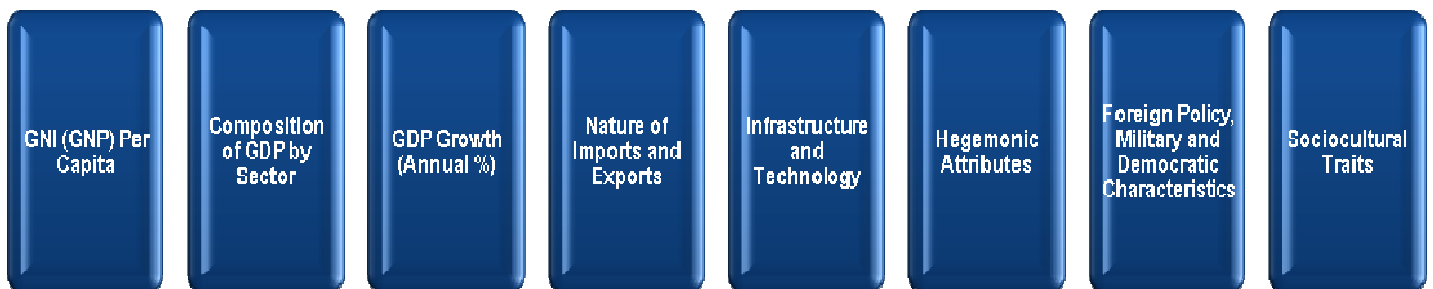 GNI (GNP) Per
Capita
Composition
of GDP by
Sector
GDP Growth
(Annual %)
Nature of
Imports and
Exports
Infrastructure
and
Technology
Hegemonic
Attributes
Foreign Policy,
Military and
Democratic
Characteristics
Sociocultural
Traits